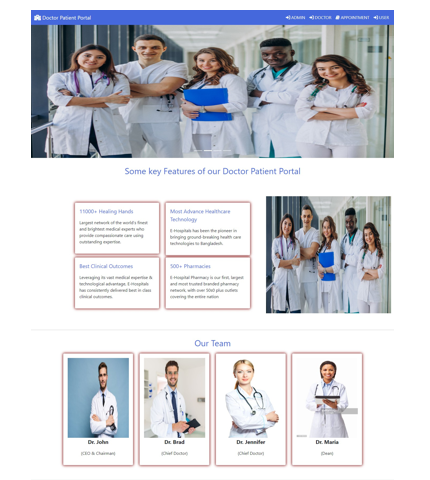 Doctor Patient Portal
ADMIN DOCTOR APPOINTMENT USER
Some key Features of our Doctor Patient Portal
11000+ Healing Hands
Largest network of the world's finest
and brightest medical experts who
provide compassionate care using
outstanding expertise.
Most Advance Healthcare
Technology
E-Hospitals has been the pioneer in
bringing ground-breaking health care
technologies to Bangladesh.
Best Clinical Outcomes
Leveraging its vast medical expertise &
technological advantage, E-Hospitals
has consistently delivered best in class
clinical outcomes.
500+ Pharmacies
E-Hospital Pharmacy is our first, largest
and most trusted branded pharmacy
network, with over plus outlets
covering the entire nation
Our Team
Dr. John
(CEO & Chairman)
Dr. Brad
(Chief Doctor)
Dr. Jennifer
(Chief Doctor)
Dr. Maria
(Dean)